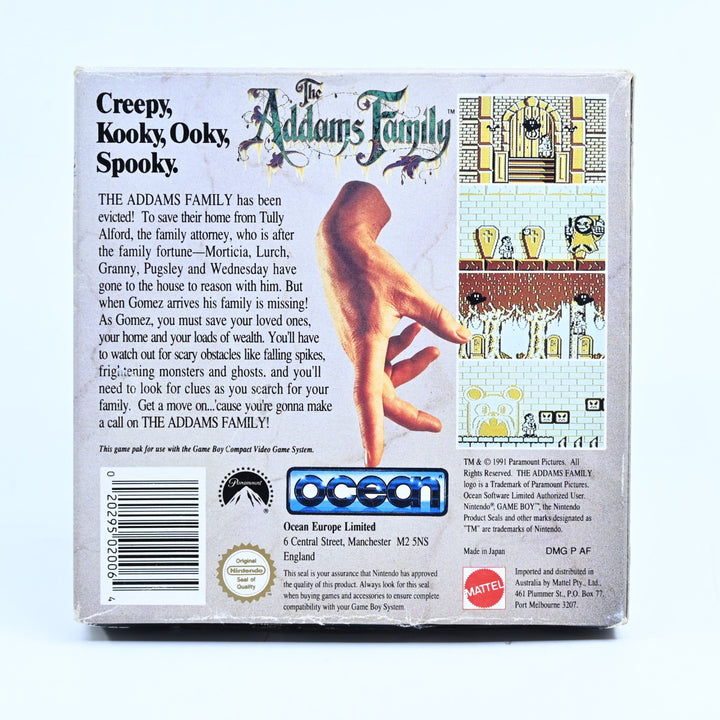 Creepy,
Kooky, Ooky,
Spooky.
The
Addams Family™
THE ADDAMS FAMILY has been
evicted! To save their home from Tully
Alford, the family attorney, who is after
the family fortune—Morticia, Lurch,
Granny, Pugsley and Wednesday have
gone to the house to reason with him. But
when Gomez arrives his family is missing!
As Gomez, you must save your loved ones,
your home and your loads of wealth. You'll have
to watch out for scary obstacles like falling spikes,
frightening monsters and ghosts. and you'll
need to look for clues as you search for your
family. Get a move on...'cause you're gonna make
a call on THE ADDAMS FAMILY!
This game pak for use with the Game Boy Compact Video Game System.
0 20295 02006 4
Paramount
®
ocean
Ocean Europe Limited
6 Central Street, Manchester M2 5NS
England
Original
Nintendo
Seal of
Quality
This seal is your assurance that Nintendo has approved
the quality of this product. Always look for this seal
when buying games and accessories to ensure complete
compatibility with your Game Boy System.
TM & © 1991 Paramount Pictures. All
Rights Reserved. THE ADDAMS FAMILY
logo is a Trademark of Paramount Pictures.
Ocean Software Limited Authorized User.
Nintendo®, GAME BOY™, the Nintendo
Product Seals and other marks designated as
"TM" are trademarks of Nintendo.
Made in Japan DMG P AF
MATTEL
Imported and distributed in
Australia by Mattel Pty., Ltd.,
461 Plummer St., P.O. Box 77,
Port Melbourne 3207.